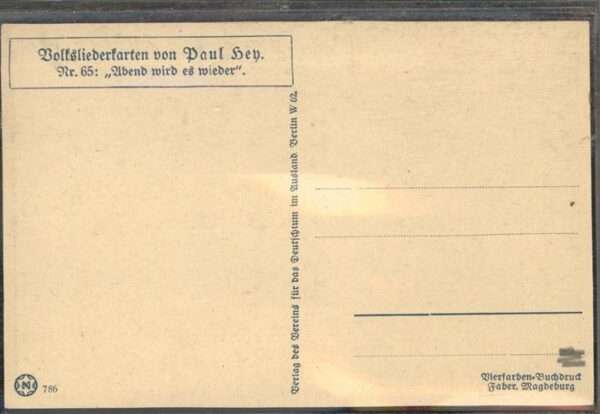 Volksliederkarten von Paul Hey.
Nr. 65: „Abend wird es wieder“.
Verlag des Vereins für das Deutschtum im Ausland. Berlin W 62.
Vierfarben-Buchdruck
Faber, Magdeburg
N 786